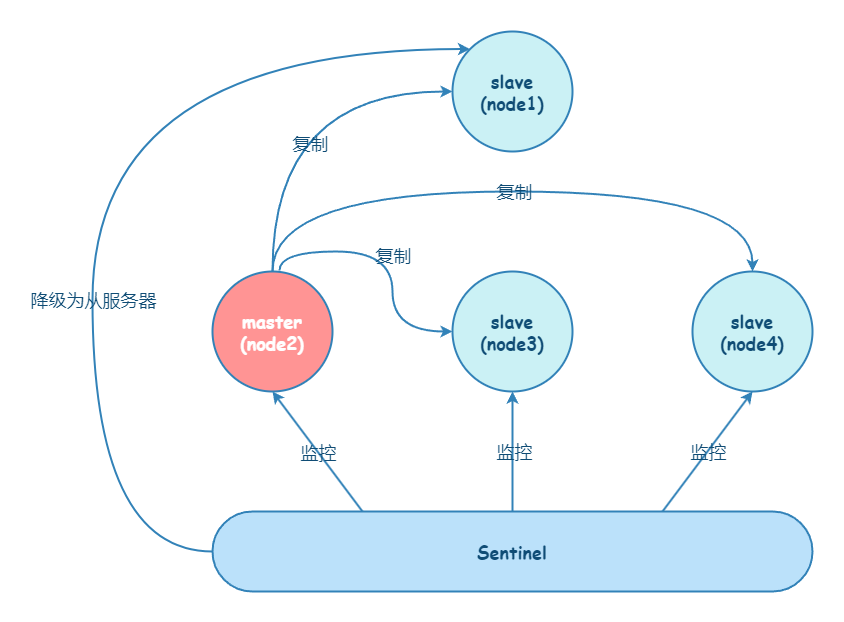 slave
(node1)
复制
复制
复制
降级为从服务器
master
(node2)
slave
(node3)
slave
(node4)
监控
监控
监控
Sentinel